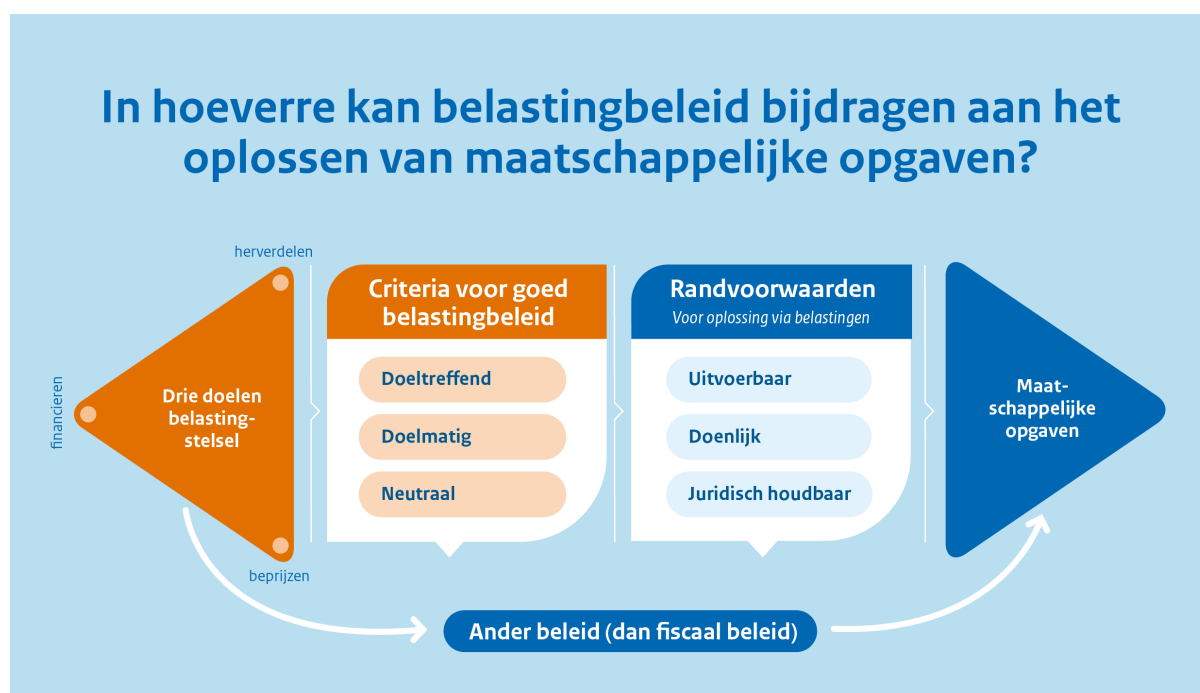 In hoeverre kan belastingbeleid bijdragen aan het
oplossen van maatschappelijke opgaven?
herverdelen
financieren
Drie doelen
belasting-
stelsel
beprijzen
Criteria voor goed
belastingbeleid
Doeltreffend
Doelmatig
Neutraal
Randvoorwaarden
Voor oplossing via belastingen
Uitvoerbaar
Doenlijk
Juridisch houdbaar
Maat-
schappelijke
opgaven
Ander beleid (dan fiscaal beleid)